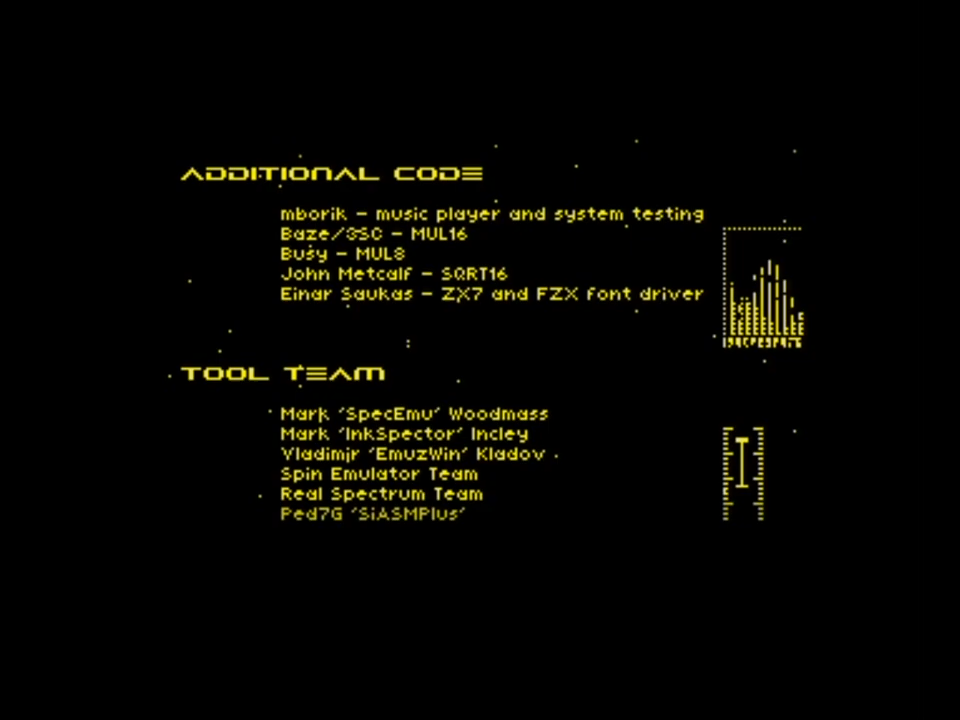 ADDITIONAL CODE
mborik - music player and system testing
Baze/3SC - MUL16
Busy - MUL8
John Metcalf - SQRT16
Einar Saukas - ZX7 and FZX font driver
TOOL TEAM
Mark 'SpecEmu' Woodmass
Mark 'InkSpector' Incley
Vladimir 'EmuzWin' Kladov
Spin Emulator Team
Real Spectrum Team
Ped7G 'SjASMPlus'